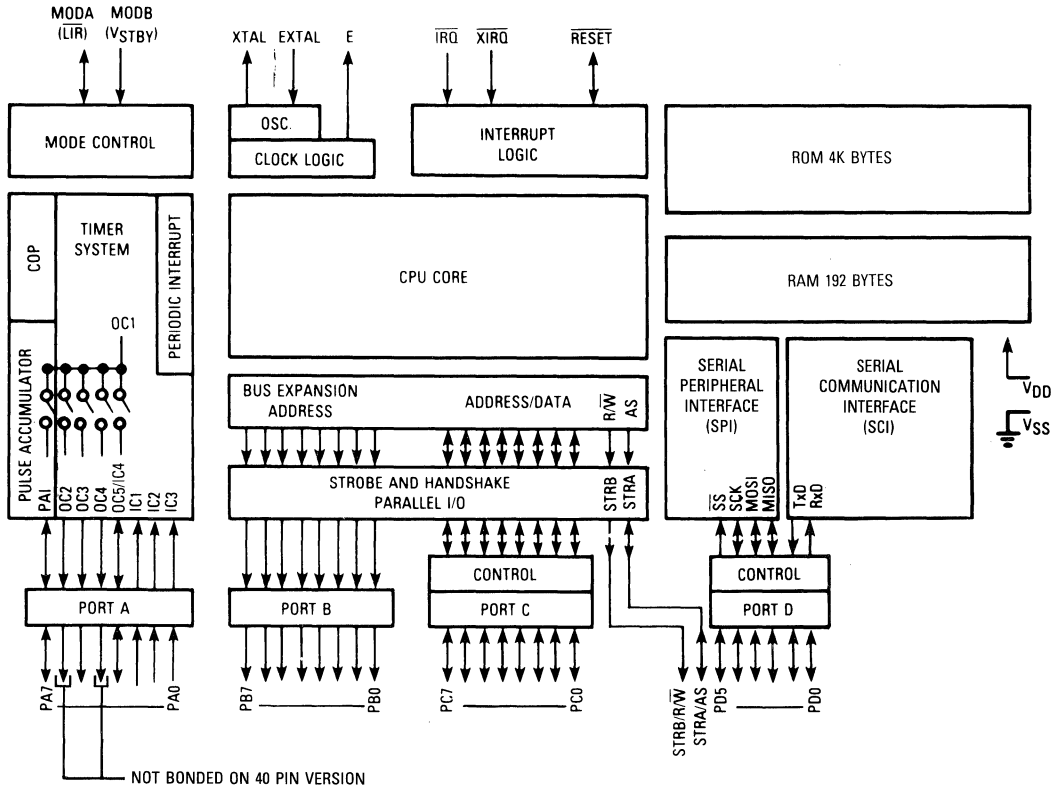 MODA
(LIR)
MODB
(VSTBY)
XTAL EXTAL E
IRQ XIRQ RESET
MODE CONTROL
OSC.
CLOCK LOGIC
INTERRUPT
LOGIC
ROM 4K BYTES
COP
TIMER
SYSTEM
PERIODIC INTERRUPT
CPU CORE
RAM 192 BYTES
OC1
PULSE ACCUMULATOR
PAI
OC2
OC3
OC4
OC5/IC4
IC1
IC2
IC3
BUS EXPANSION
ADDRESS
ADDRESS/DATA
R/W
AS
STROBE AND HANDSHAKE
PARALLEL I/O
STRB
STRA
SERIAL
PERIPHERAL
INTERFACE
(SPI)
SERIAL
COMMUNICATION
INTERFACE
(SCI)
VDD
VSS
SS
SCK
MOSI
MISO
TxD
RxD
CONTROL
CONTROL
PORT A
PORT B
PORT C
PORT D
PA7
PA0
PB7
PB0
PC7
PC0
STRB/R/W
STRA/AS
PD5
PD0
NOT BONDED ON 40 PIN VERSION